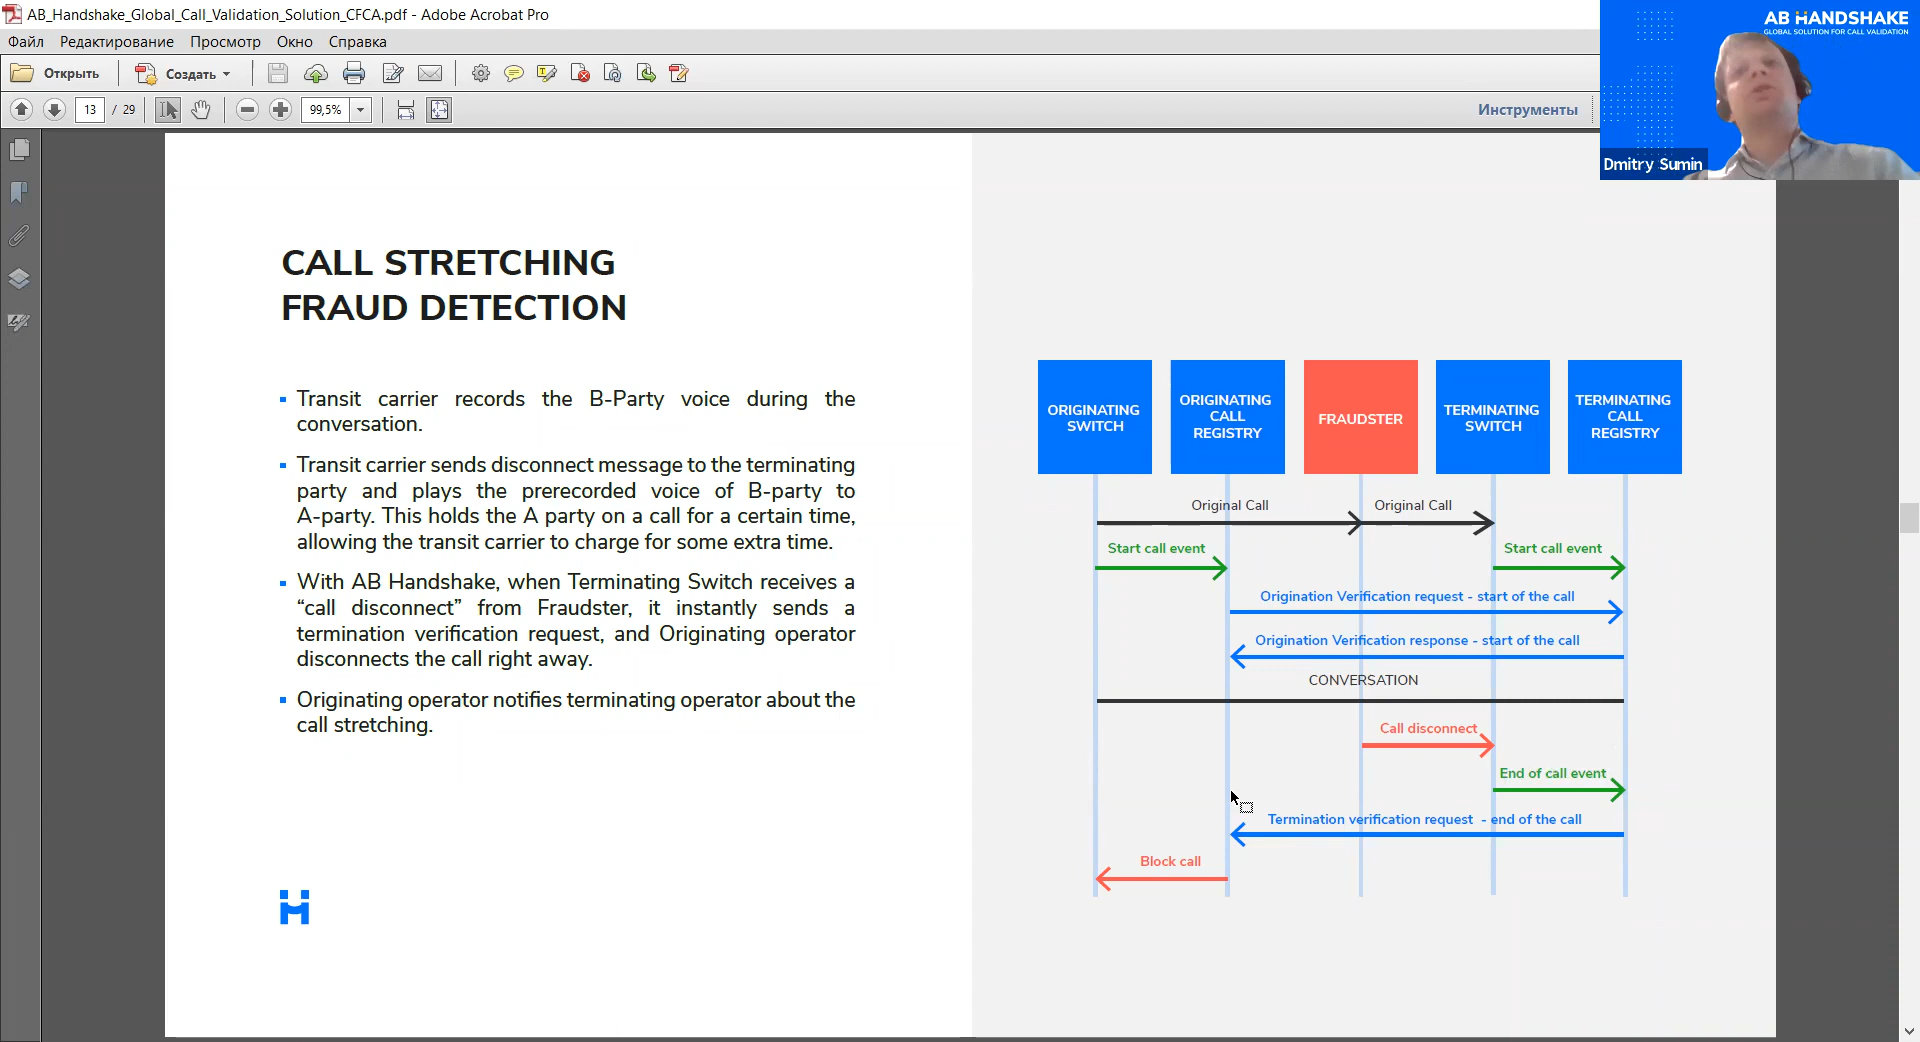 AB_Handshake_Global_Call_Validation_Solution_CFCA.pdf - Adobe Acrobat Pro
Файл Редактирование Просмотр Окно Справка
Открыть Создать
13 / 29 99,5% Инструменты
AB HANDSHAKE
GLOBAL SOLUTION FOR CALL VALIDATION
Dmitry Sumin
CALL STRETCHING
FRAUD DETECTION
Transit carrier records the B-Party voice during the
conversation.
Transit carrier sends disconnect message to the terminating
party and plays the prerecorded voice of B-party to
A-party. This holds the A party on a call for a certain time,
allowing the transit carrier to charge for some extra time.
With AB Handshake, when Terminating Switch receives a
“call disconnect” from Fraudster, it instantly sends a
termination verification request, and Originating operator
disconnects the call right away.
Originating operator notifies terminating operator about the
call stretching.
ORIGINATING
SWITCH
ORIGINATING
CALL
REGISTRY
FRAUDSTER
TERMINATING
SWITCH
TERMINATING
CALL
REGISTRY
Original Call Original Call
Start call event Start call event
Origination Verification request - start of the call
Origination Verification response - start of the call
CONVERSATION
Call disconnect
End of call event
Termination verification request - end of the call
Block call